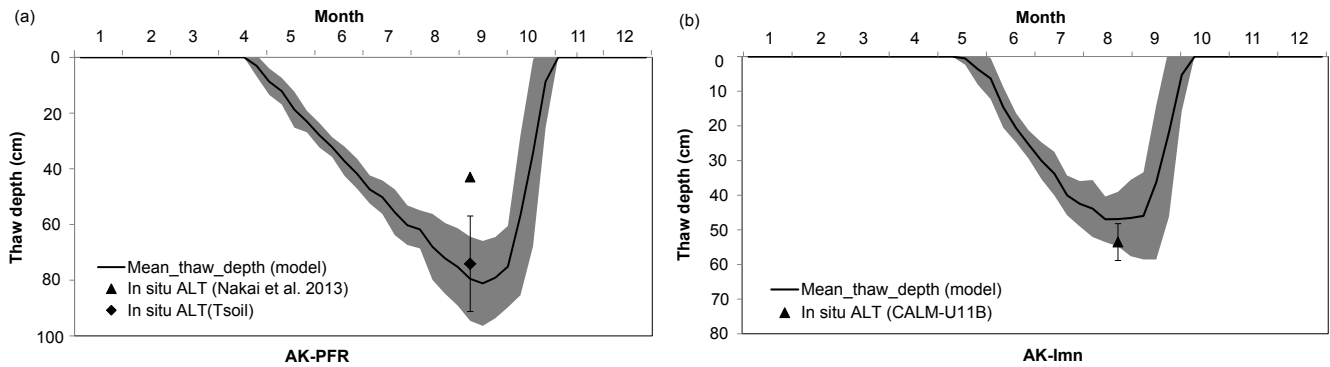 (a)
Month
1 2 3 4 5 6 7 8 9 10 11 12
0
20
40
60
80
100
Thaw depth (cm)
Mean_thaw_depth (model)
In situ ALT (Nakai et al. 2013)
In situ ALT(Tsoil)
AK-PFR
(b)
Month
1 2 3 4 5 6 7 8 9 10 11 12
0
10
20
30
40
50
60
70
80
Thaw depth (cm)
Mean_thaw_depth (model)
In situ ALT (CALM-U11B)
AK-Imn